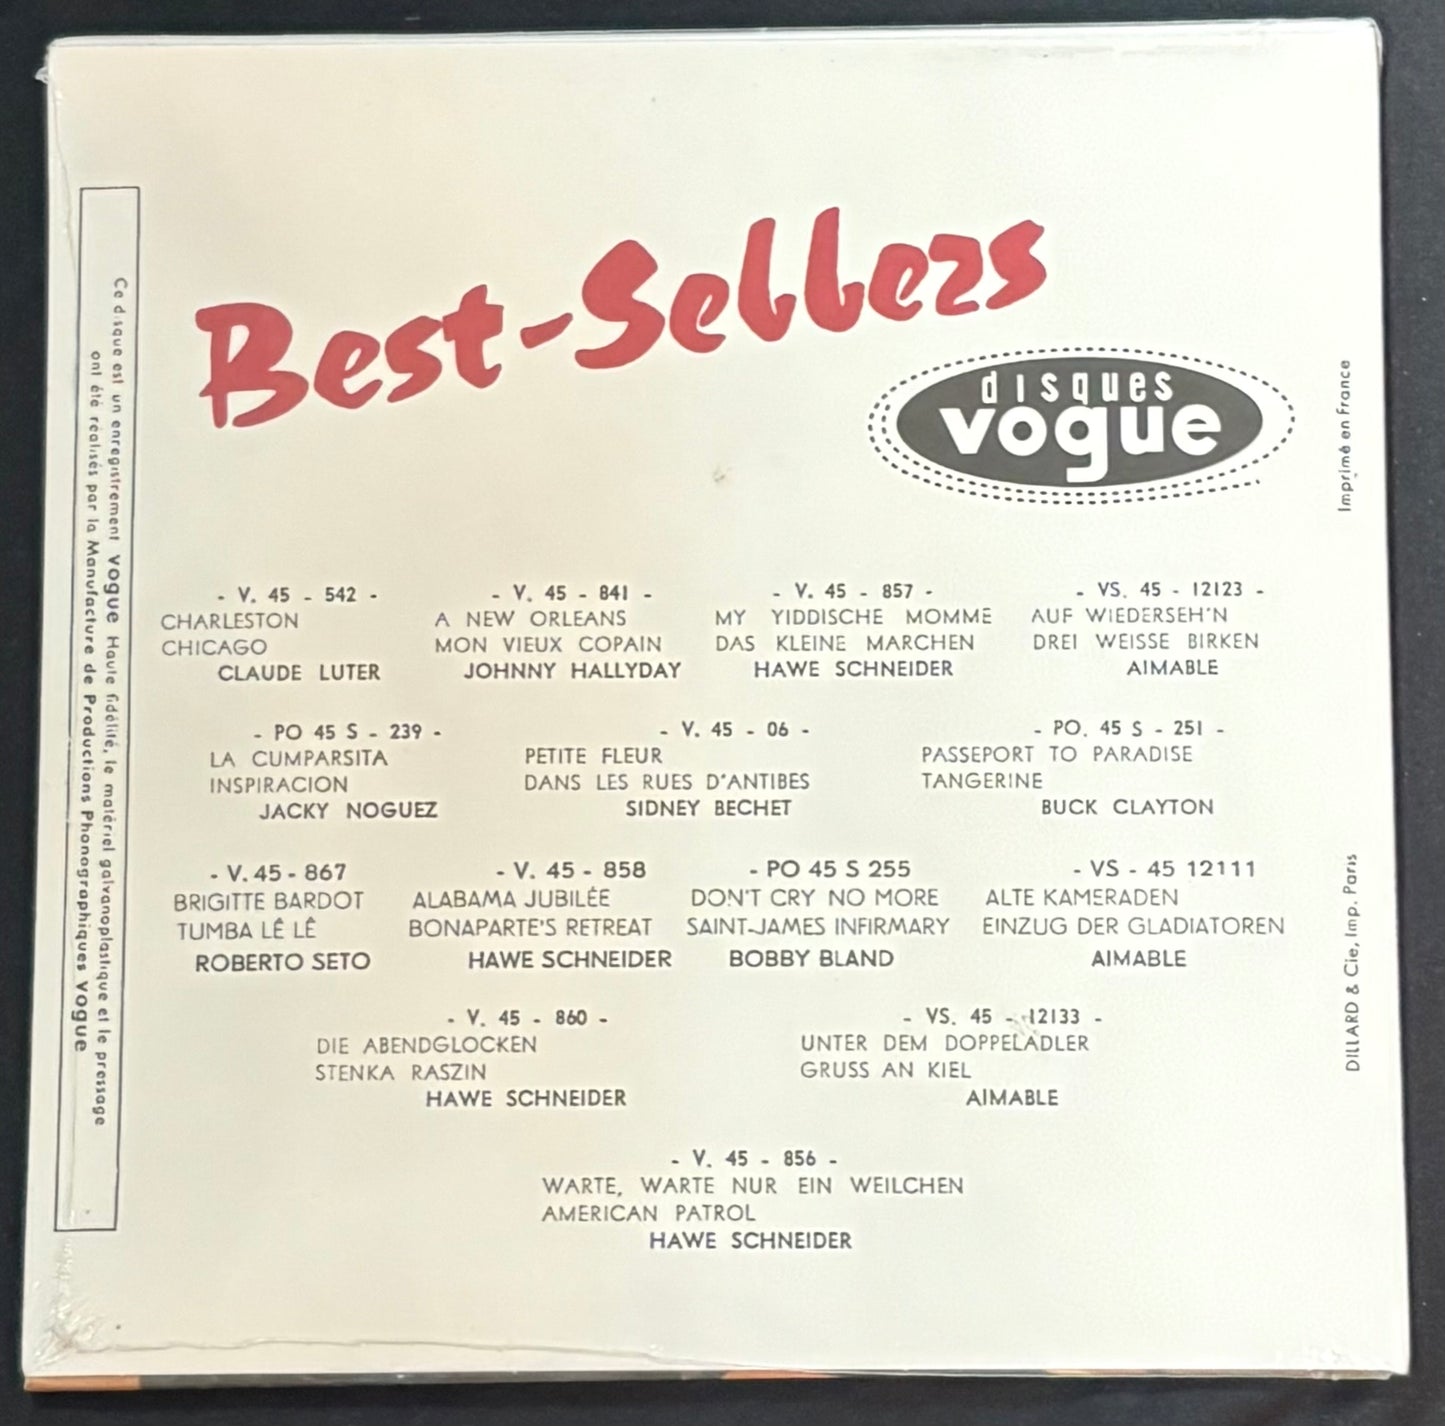 Best-Sellers
disques
vogue
- V. 45 - 542 -
CHARLESTON
CHICAGO
CLAUDE LUTER
- V. 45 - 841 -
A NEW ORLEANS
MON VIEUX COPAIN
JOHNNY HALLYDAY
- V. 45 - 857 -
MY YIDDISCHE MOMME
DAS KLEINE MARCHEN
HAWE SCHNEIDER
- VS. 45 - 12123 -
AUF WIEDERSEH'N
DREI WEISSE BIRKEN
AIMABLE
- PO 45 S - 239 -
LA CUMPARSITA
INSPIRACION
JACKY NOGUEZ
- V. 45 - 06 -
PETITE FLEUR
DANS LES RUES D'ANTIBES
SIDNEY BECHET
- PO. 45 S - 251 -
PASSEPORT TO PARADISE
TANGERINE
BUCK CLAYTON
- V. 45 - 867
BRIGITTE BARDOT
TUMBA LÊ LÊ
ROBERTO SETO
- V. 45 - 858
ALABAMA JUBILÉE
BONAPARTE'S RETREAT
HAWE SCHNEIDER
- PO 45 S 255
DON'T CRY NO MORE
SAINT-JAMES INFIRMARY
BOBBY BLAND
- VS - 45 12111
ALTE KAMERADEN
EINZUG DER GLADIATOREN
AIMABLE
- V. 45 - 860 -
DIE ABENDGLOCKEN
STENKA RASZIN
HAWE SCHNEIDER
- VS. 45 - 12133 -
UNTER DEM DOPPELADLER
GRUSS AN KIEL
AIMABLE
- V. 45 - 856 -
WARTE, WARTE NUR EIN WEILCHEN
AMERICAN PATROL
HAWE SCHNEIDER
Ce disque est un enregistrement vogue Haute fidélité, le matériel galvanoplastique et le pressage
ont été réalisés par la Manufacture de Productions Phonographiques vogue
Imprimé en France
DILLARD & Cie, Imp. Paris